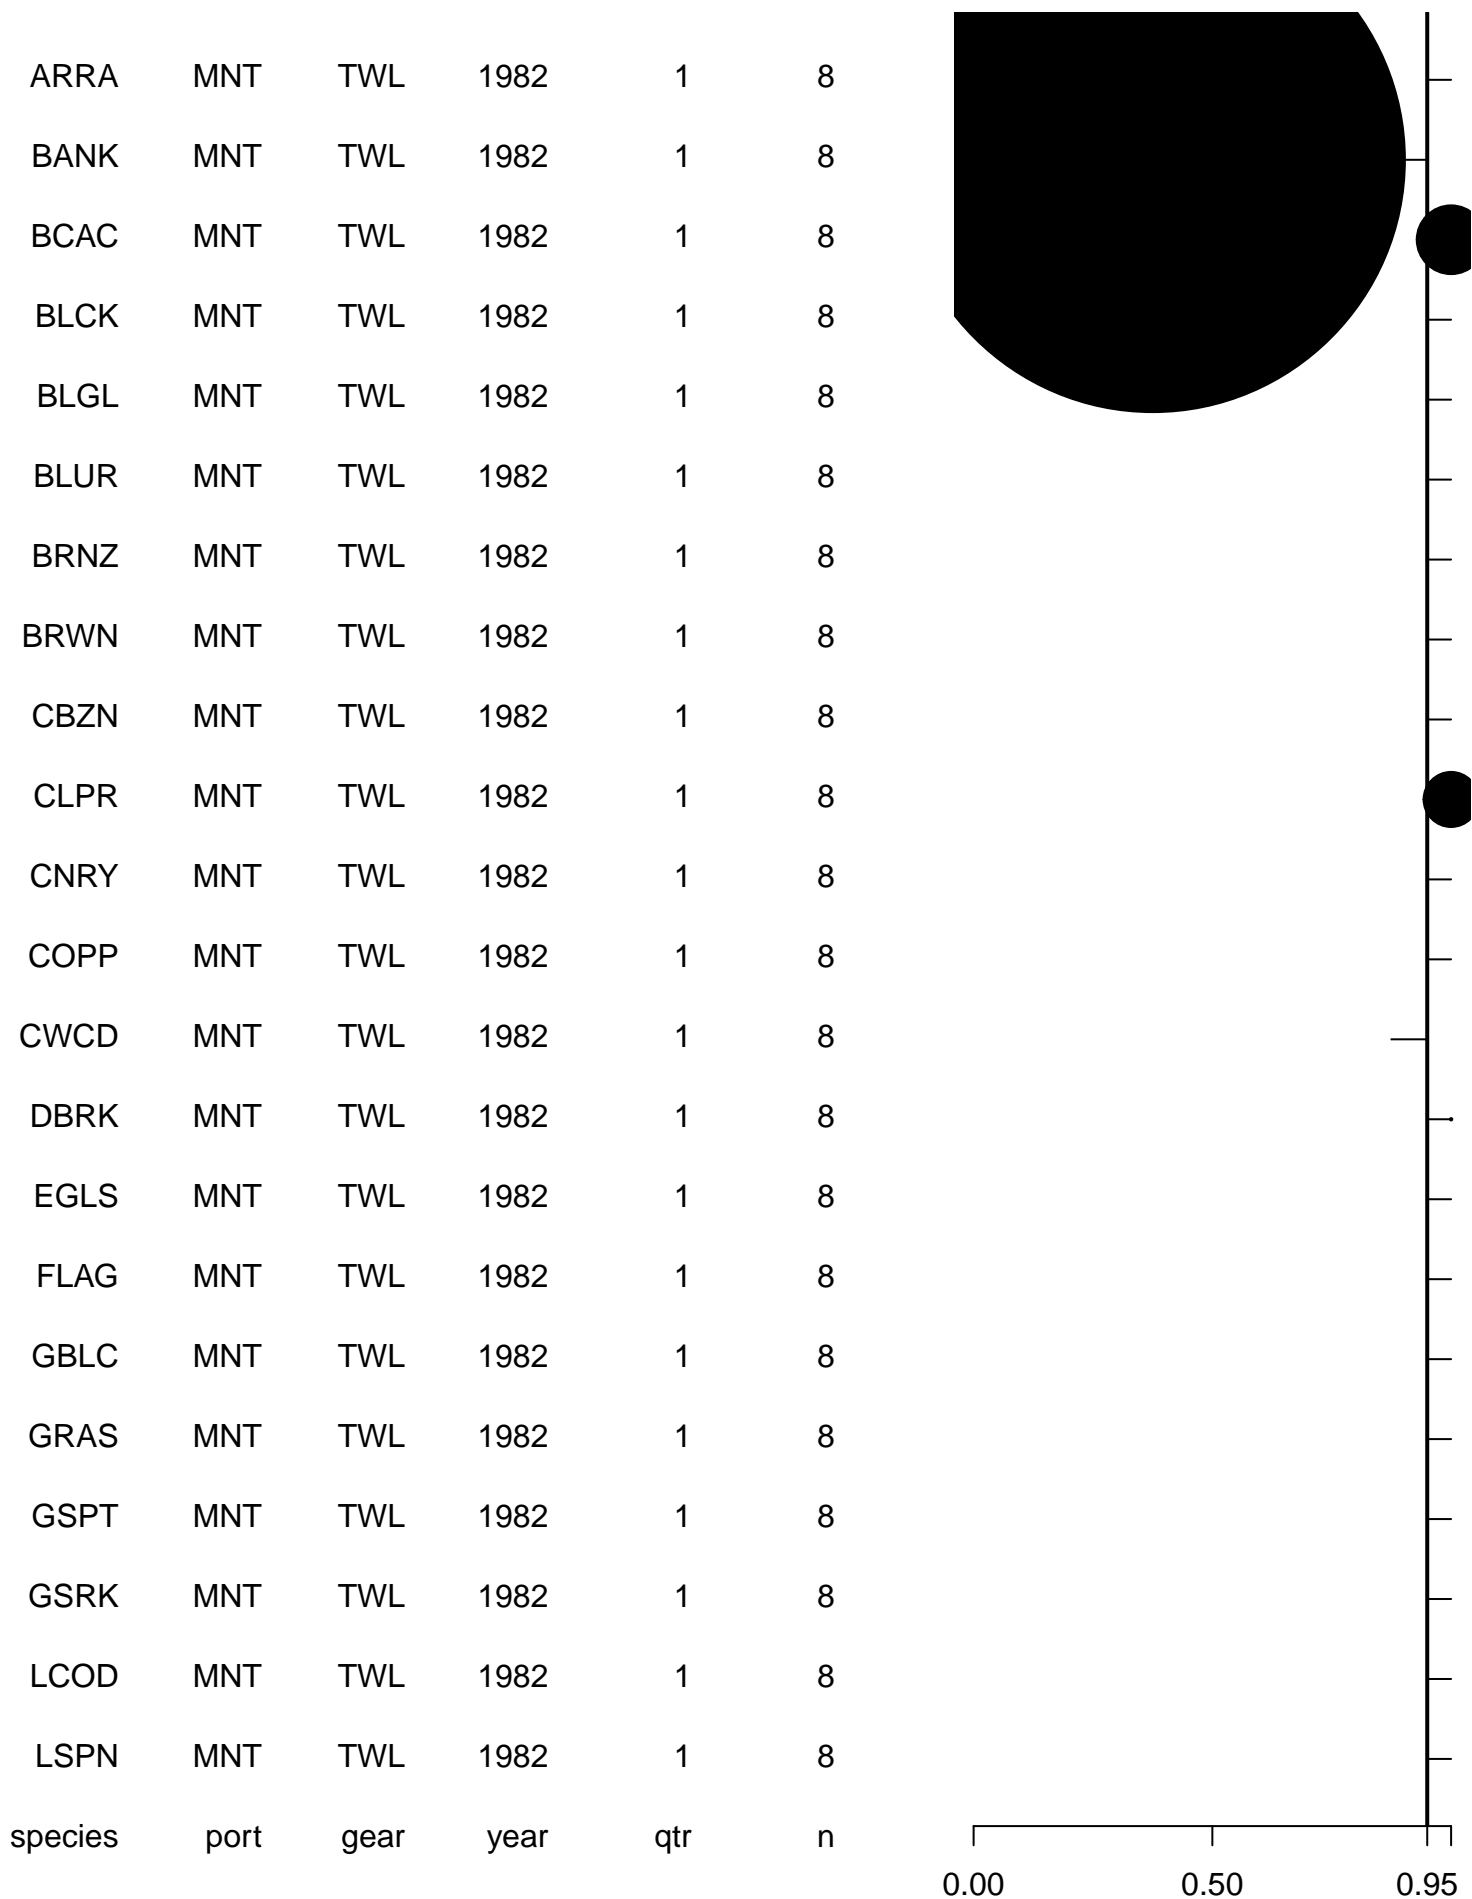 ARRA MNT TWL 1982 1 8
BANK MNT TWL 1982 1 8
BCAC MNT TWL 1982 1 8
BLCK MNT TWL 1982 1 8
BLGL MNT TWL 1982 1 8
BLUR MNT TWL 1982 1 8
BRNZ MNT TWL 1982 1 8
BRWN MNT TWL 1982 1 8
CBZN MNT TWL 1982 1 8
CLPR MNT TWL 1982 1 8
CNRY MNT TWL 1982 1 8
COPP MNT TWL 1982 1 8
CWCD MNT TWL 1982 1 8
DBRK MNT TWL 1982 1 8
EGLS MNT TWL 1982 1 8
FLAG MNT TWL 1982 1 8
GBLC MNT TWL 1982 1 8
GRAS MNT TWL 1982 1 8
GSPT MNT TWL 1982 1 8
GSRK MNT TWL 1982 1 8
LCOD MNT TWL 1982 1 8
LSPN MNT TWL 1982 1 8
species port gear year qtr n
0.00 0.50 0.95